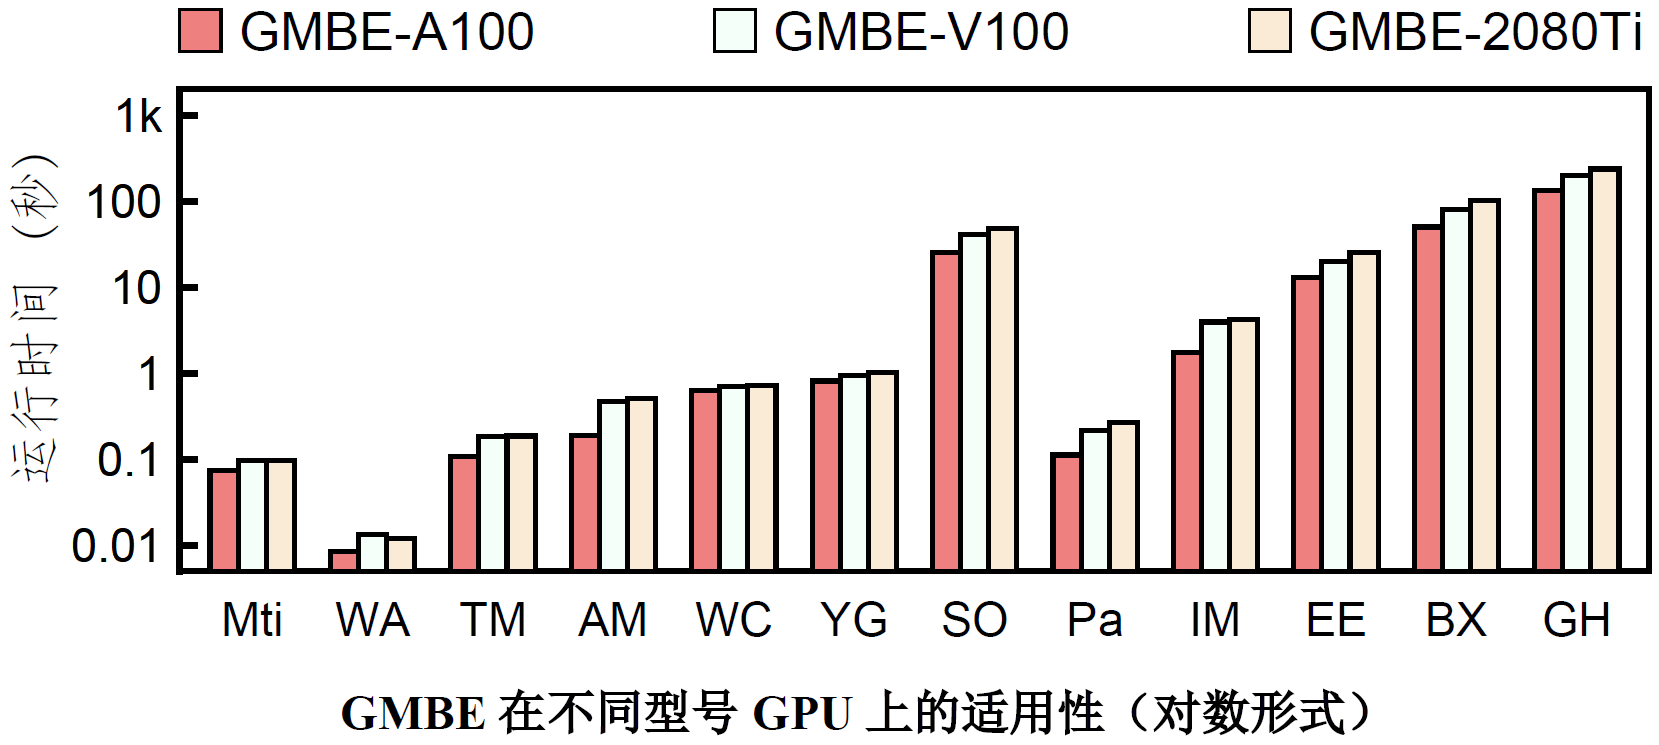 GMBE-A100 GMBE-V100 GMBE-2080Ti
运行时间（秒）
1k
100
10
1
0.1
0.01
Mti WA TM AM WC YG SO Pa IM EE BX GH
GMBE 在不同型号 GPU 上的适用性（对数形式）